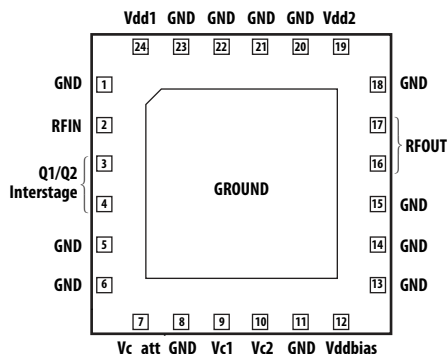 Vdd1 GND GND GND GND Vdd2
24 23 22 21 20 19
GND 1 18 GND
RFIN 2 17
RFOUT
Q1/Q2 3 16
Interstage
4 15 GND
GROUND
GND 5 14 GND
GND 6 13 GND
7 8 9 10 11 12
Vc_att GND Vc1 Vc2 GND Vddbias